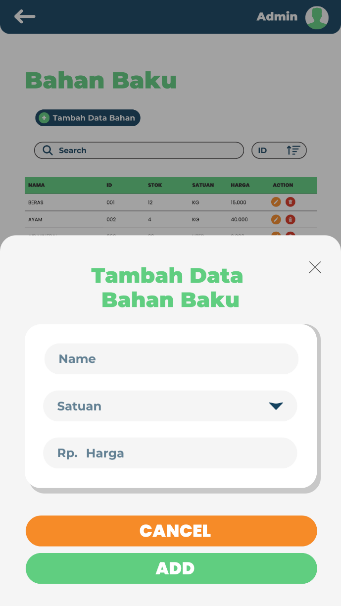 Admin
Bahan Baku
Tambah Data Bahan
Search
ID
NAMA ID STOK SATUAN HARGA ACTION
BERAS 001 12 KG 15.000
AYAM 002 4 KG 40.000
Tambah Data
Bahan Baku
Name
Satuan
Rp. Harga
CANCEL
ADD